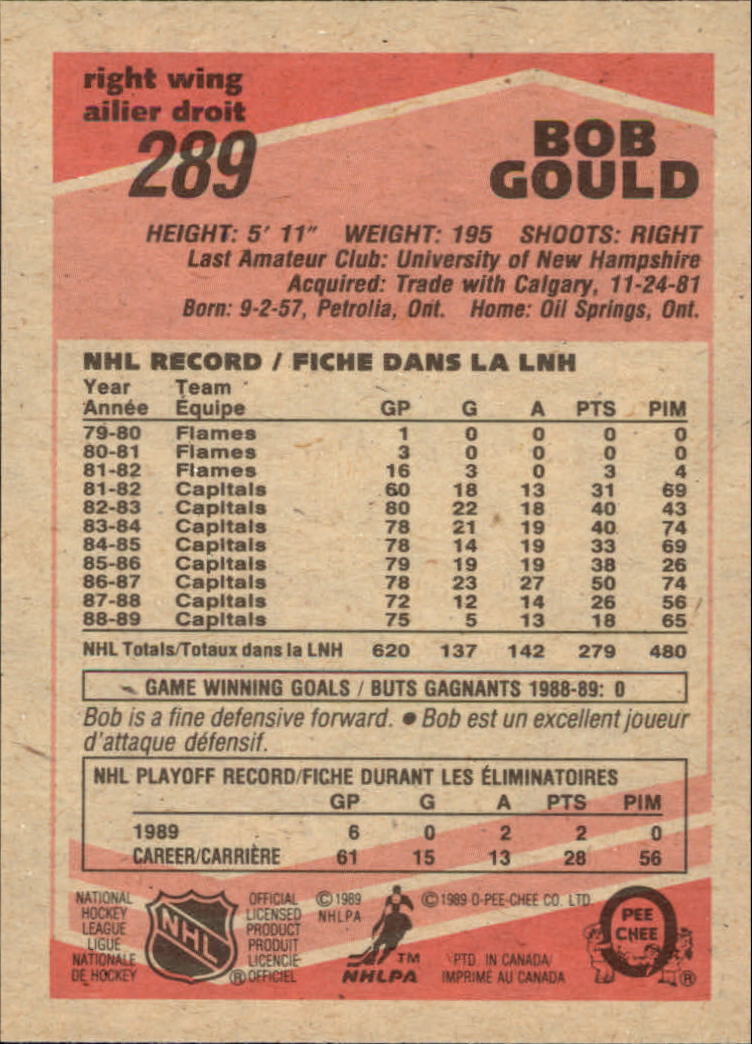 right wing
ailier droit
289
BOB
GOULD
HEIGHT: 5' 11" WEIGHT: 195 SHOOTS: RIGHT
Last Amateur Club: University of New Hampshire
Acquired: Trade with Calgary, 11-24-81
Born: 9-2-57, Petrolia, Ont. Home: Oil Springs, Ont.
NHL RECORD / FICHE DANS LA LNH
Year Team
Année Équipe GP G A PTS PIM
79-80 Flames 1 0 0 0 0
80-81 Flames 3 0 0 0 0
81-82 Flames 16 3 0 3 4
81-82 Capitals 60 18 13 31 69
82-83 Capitals 80 22 18 40 43
83-84 Capitals 78 21 19 40 74
84-85 Capitals 78 14 19 33 69
85-86 Capitals 79 19 19 38 26
86-87 Capitals 78 23 27 50 74
87-88 Capitals 72 12 14 26 56
88-89 Capitals 75 5 13 18 65
NHL Totals/Totaux dans la LNH 620 137 142 279 480
GAME WINNING GOALS / BUTS GAGNANTS 1988-89: 0
Bob is a fine defensive forward. ● Bob est un excellent joueur
d'attaque défensif.
NHL PLAYOFF RECORD/FICHE DURANT LES ÉLIMINATOIRES
GP G A PTS PIM
1989 6 0 2 2 0
CAREER/CARRIÈRE 61 15 13 28 56
NATIONAL
HOCKEY
LEAGUE
LIGUE
NATIONALE
DE HOCKEY
NHL
®
OFFICIAL
LICENSED
PRODUCT
PRODUIT
LICENCIÉ
OFFICIEL
© 1989
NHLPA
TM
NHLPA
© 1989 O-PEE-CHEE CO. LTD.
PTD. IN CANADA/
IMPRIMÉ AU CANADA
O
PEE
CHEE
®